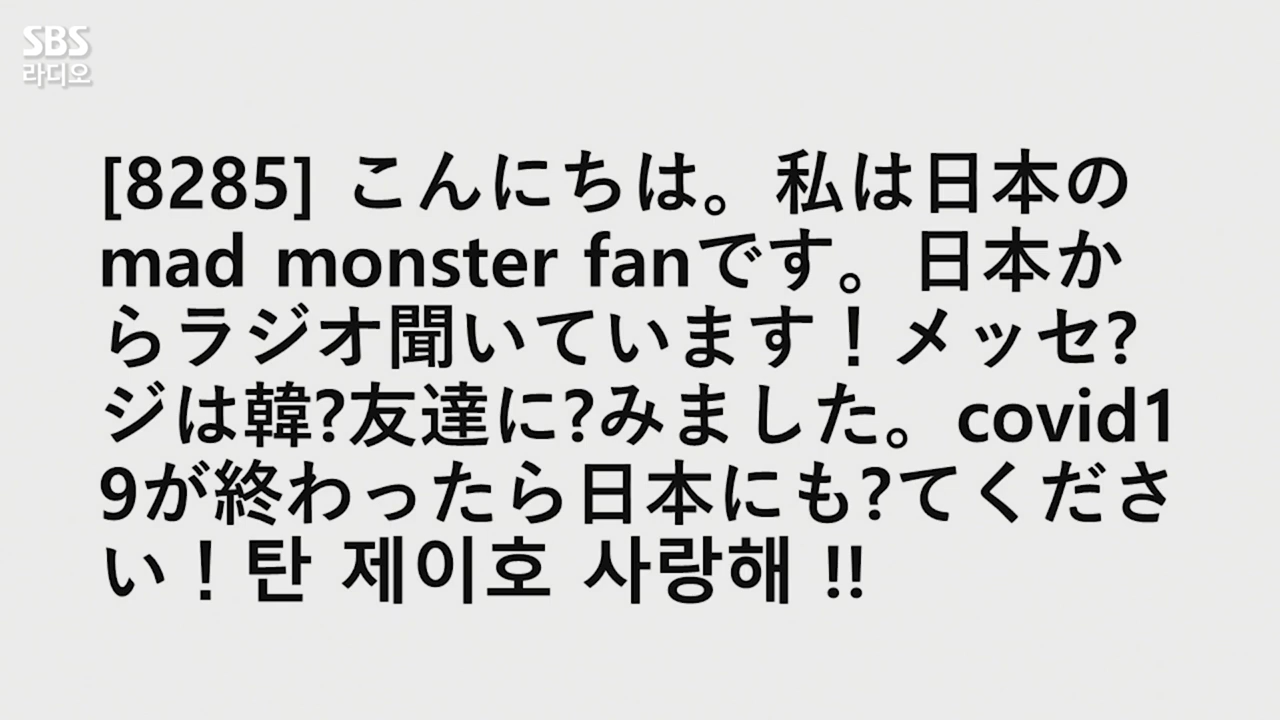 SBS
라디오
[8285] こんにちは。私は日本の
mad monster fanです。日本か
らラジオ聞いています！メッセ?
ジは韓?友達に?みました。covid1
9が終わったら日本にも?てくださ
い！탄 제이호 사랑해 !!